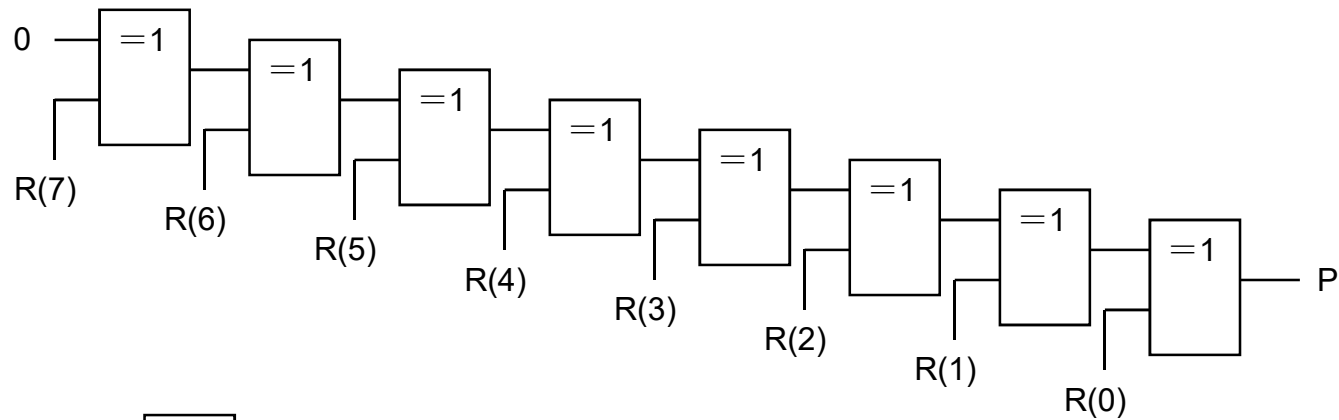 0
=1
=1
=1
=1
=1
=1
=1
=1
R(7)
R(6)
R(5)
R(4)
R(3)
R(2)
R(1)
R(0)
P